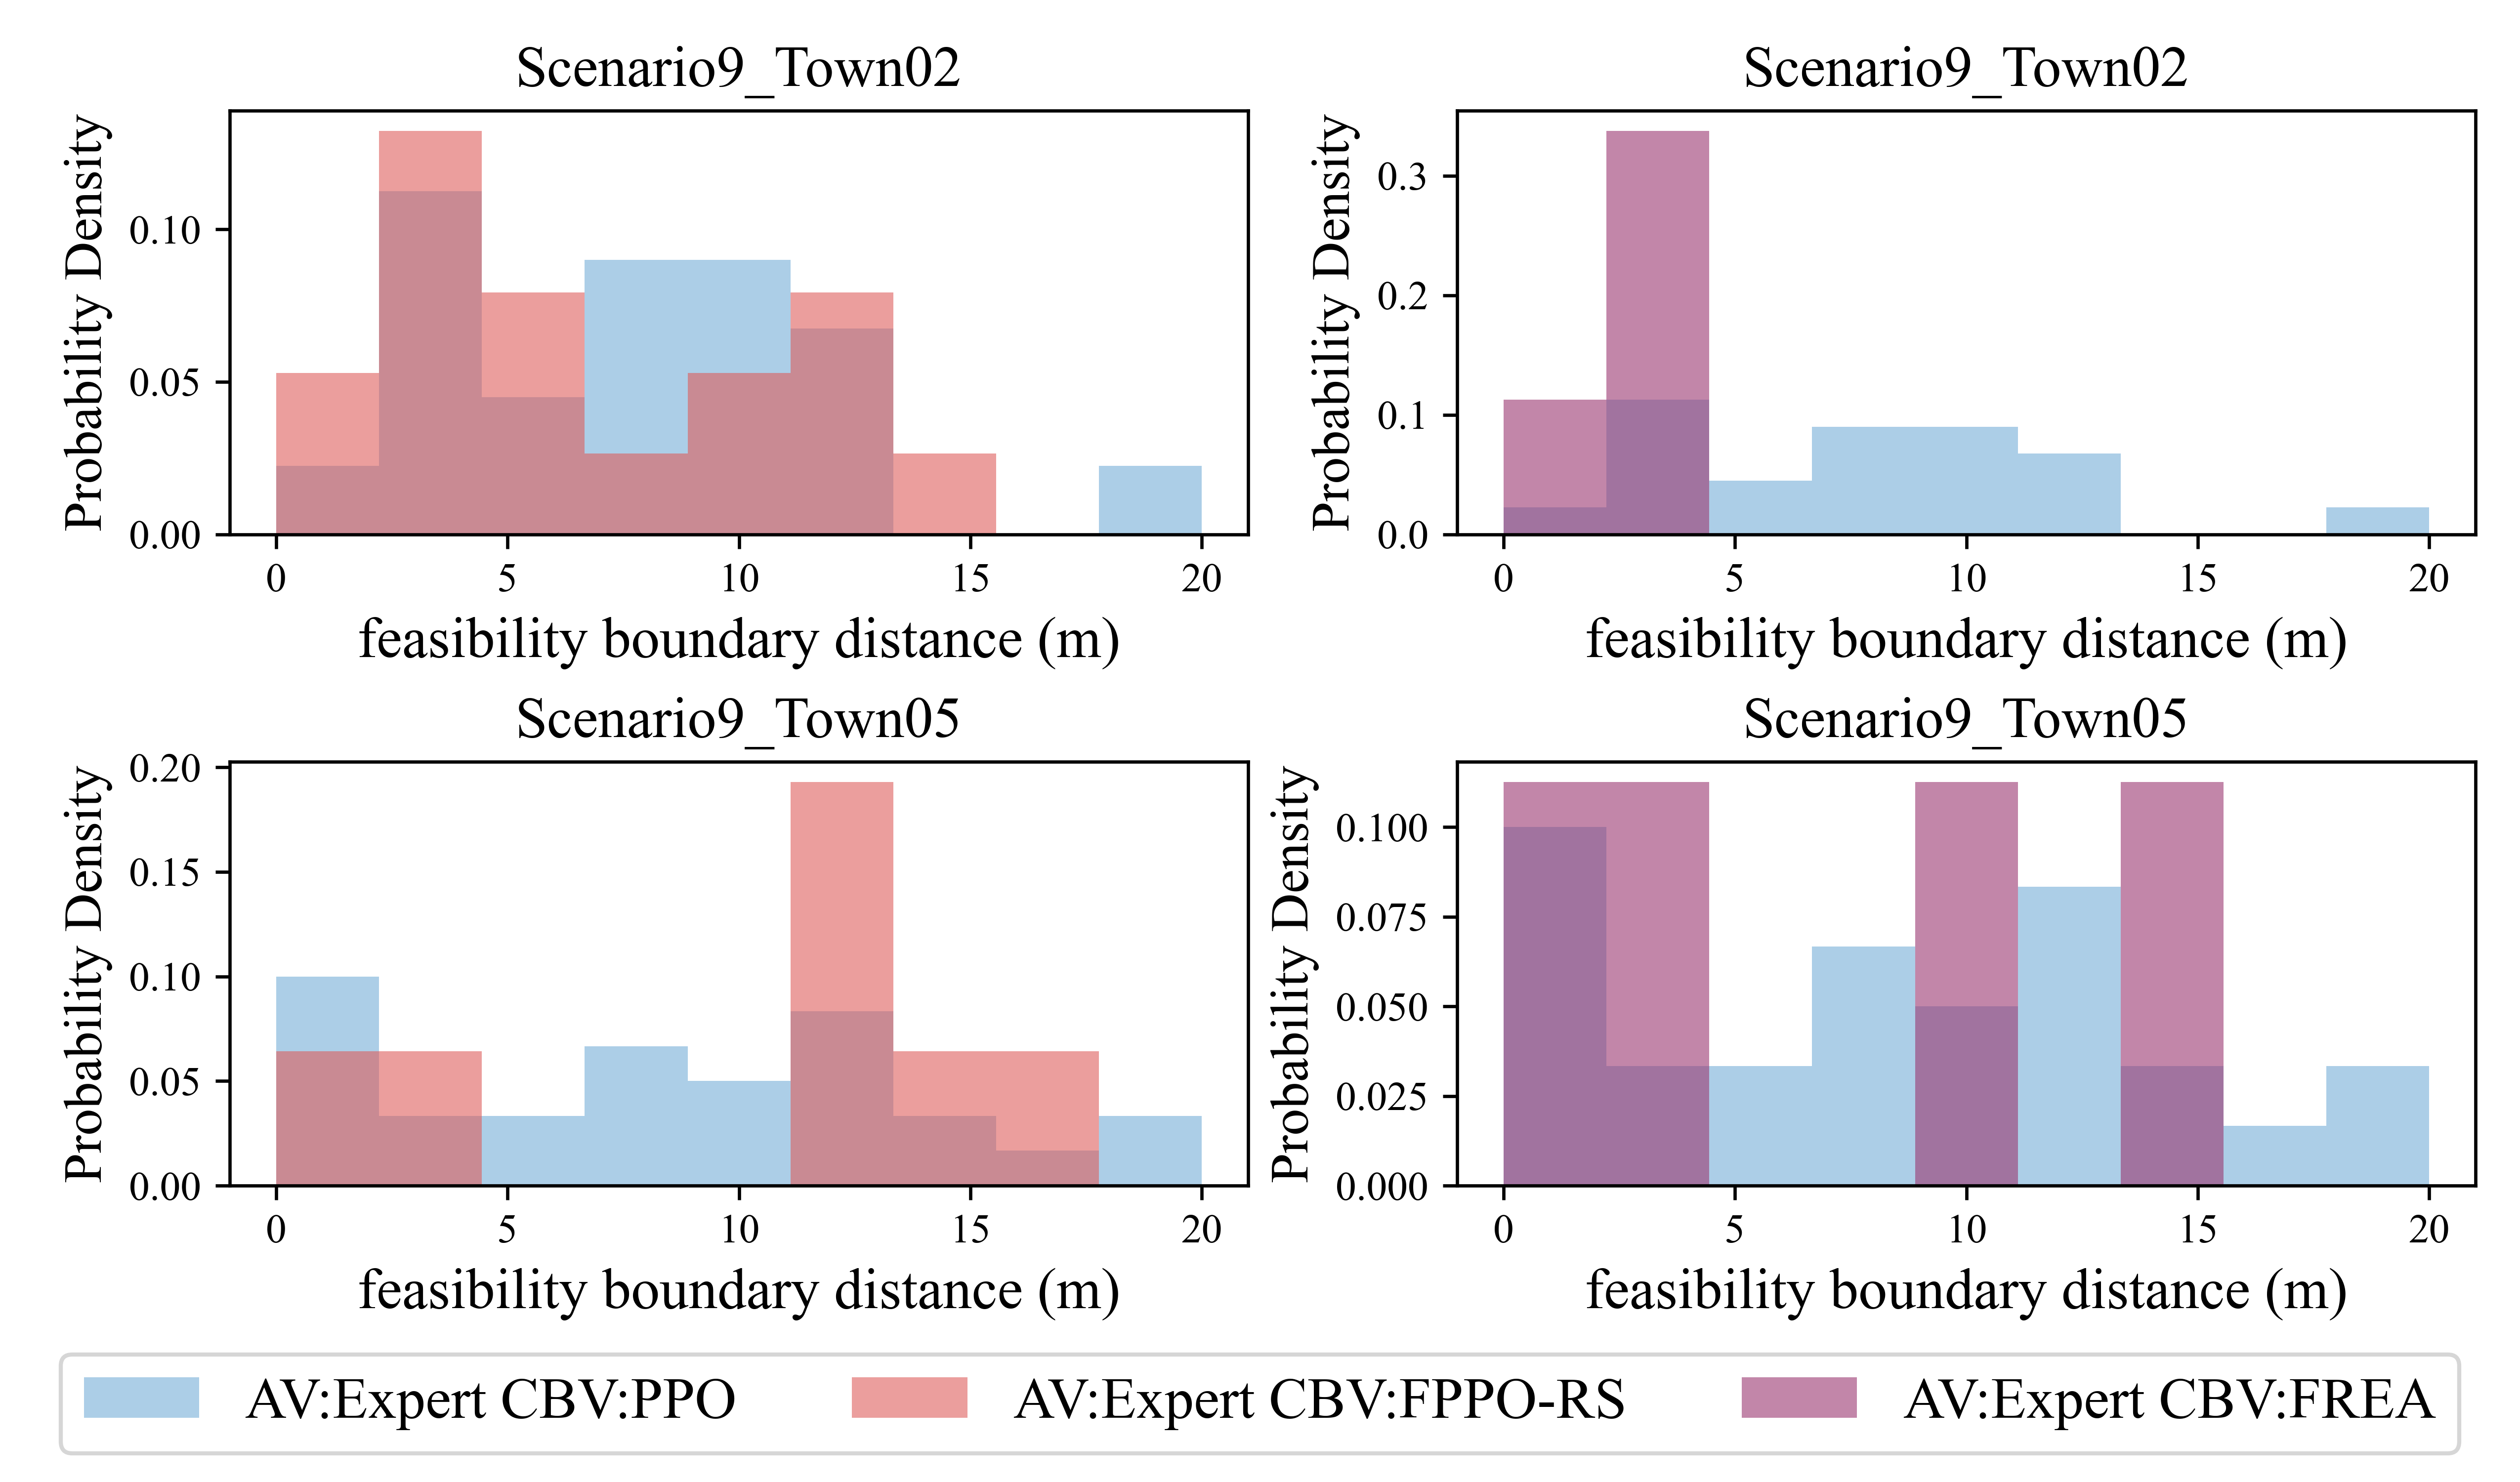 Scenario9_Town02
Probability Density
0.10
0.05
0.00
0 5 10 15 20
feasibility boundary distance (m)
Scenario9_Town02
Probability Density
0.3
0.2
0.1
0.0
0 5 10 15 20
feasibility boundary distance (m)
Scenario9_Town05
Probability Density
0.20
0.15
0.10
0.05
0.00
0 5 10 15 20
feasibility boundary distance (m)
Scenario9_Town05
Probability Density
0.100
0.075
0.050
0.025
0.000
0 5 10 15 20
feasibility boundary distance (m)
AV:Expert CBV:PPO
AV:Expert CBV:FPPO-RS
AV:Expert CBV:FREA